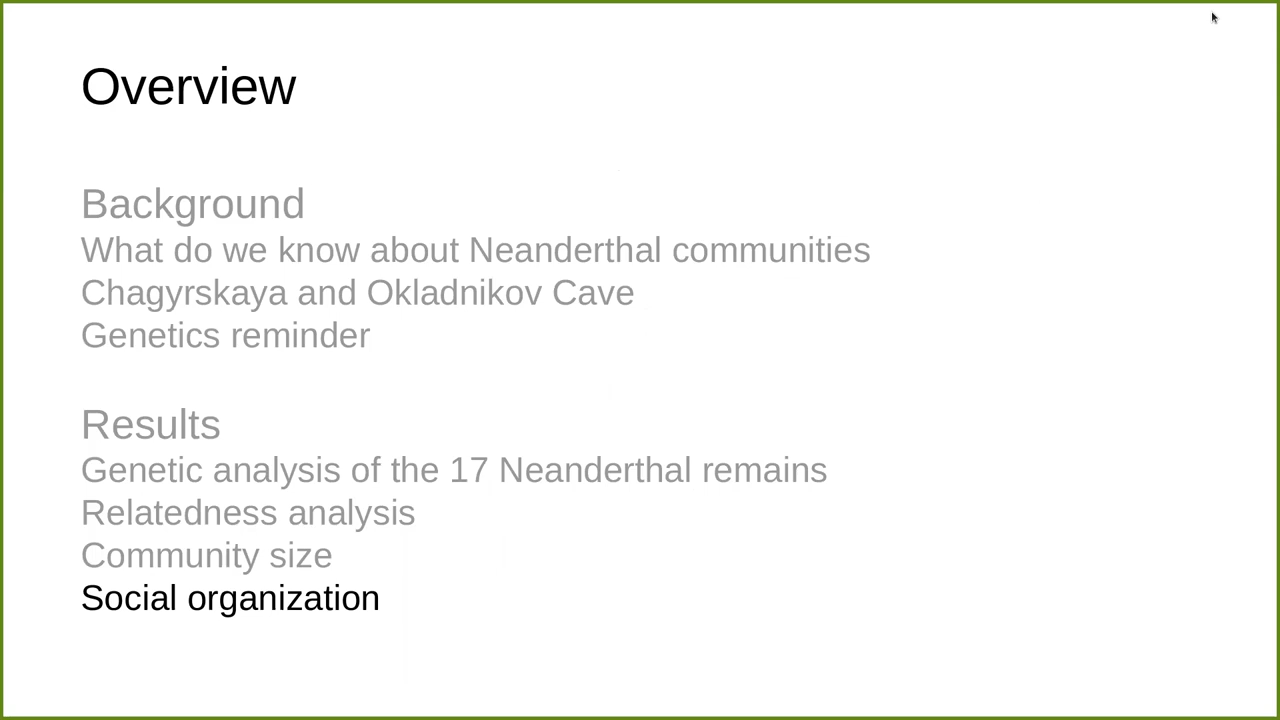 Overview
Background
What do we know about Neanderthal communities
Chagyrskaya and Okladnikov Cave
Genetics reminder
Results
Genetic analysis of the 17 Neanderthal remains
Relatedness analysis
Community size
Social organization